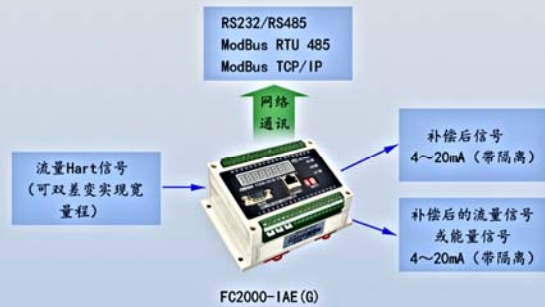 RS232/RS485
ModBus RTU 485
ModBus TCP/IP
网络
通讯
流量Hart信号
(可双差变实现宽
量程)
补偿后信号
4～20mA（带隔离）
补偿后的流量信号
或能量信号
4～20mA（带隔离）
FC2000-IAE(G)